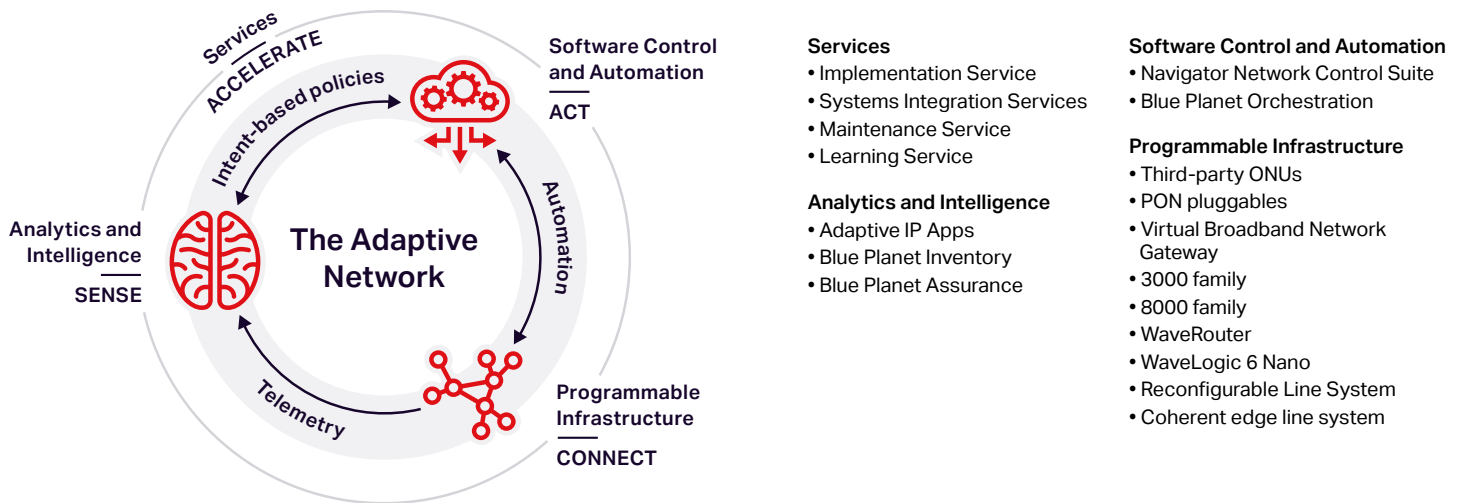 Services
ACCELERATE
Intent-based policies
Software Control
and Automation
ACT
Automation
Analytics and
Intelligence
SENSE
The Adaptive
Network
Telemetry
Programmable
Infrastructure
CONNECT
Services
• Implementation Service
• Systems Integration Services
• Maintenance Service
• Learning Service
Analytics and Intelligence
• Adaptive IP Apps
• Blue Planet Inventory
• Blue Planet Assurance
Software Control and Automation
• Navigator Network Control Suite
• Blue Planet Orchestration
Programmable Infrastructure
• Third-party ONUs
• PON pluggables
• Virtual Broadband Network
Gateway
• 3000 family
• 8000 family
• WaveRouter
• WaveLogic 6 Nano
• Reconfigurable Line System
• Coherent edge line system